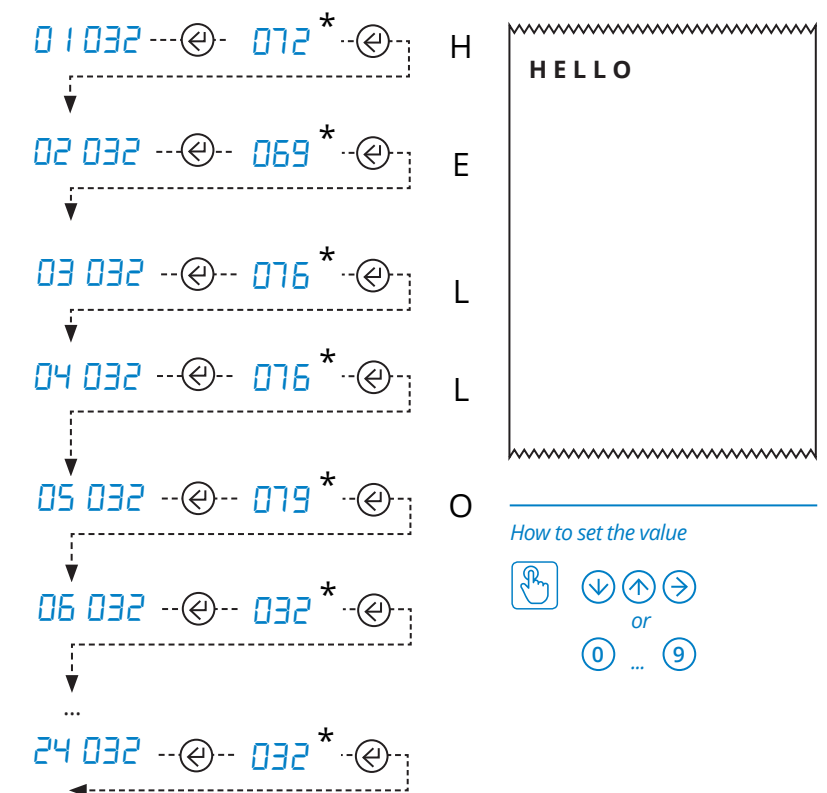 01 032 072 * H
HELLO
02 032 069 * E
03 032 076 * L
04 032 076 * L
05 032 079 * O
How to set the value
or
0 ... 9
06 032 032 *
...
24 032 032 *